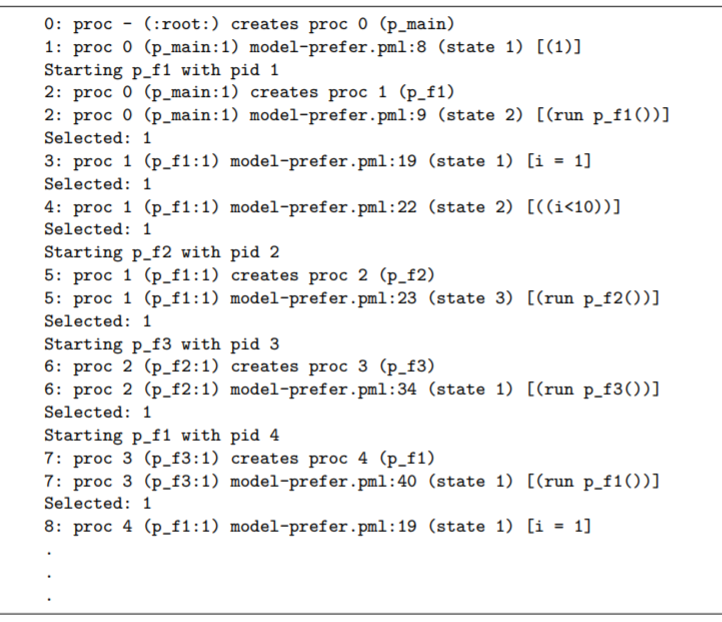 0: proc - (:root:) creates proc 0 (p_main)
1: proc 0 (p_main:1) model-prefer.pml:8 (state 1) [(1)]
Starting p_f1 with pid 1
2: proc 0 (p_main:1) creates proc 1 (p_f1)
2: proc 0 (p_main:1) model-prefer.pml:9 (state 2) [(run p_f1())]
Selected: 1
3: proc 1 (p_f1:1) model-prefer.pml:19 (state 1) [i = 1]
Selected: 1
4: proc 1 (p_f1:1) model-prefer.pml:22 (state 2) [((i<10))]
Selected: 1
Starting p_f2 with pid 2
5: proc 1 (p_f1:1) creates proc 2 (p_f2)
5: proc 1 (p_f1:1) model-prefer.pml:23 (state 3) [(run p_f2())]
Selected: 1
Starting p_f3 with pid 3
6: proc 2 (p_f2:1) creates proc 3 (p_f3)
6: proc 2 (p_f2:1) model-prefer.pml:34 (state 1) [(run p_f3())]
Selected: 1
Starting p_f1 with pid 4
7: proc 3 (p_f3:1) creates proc 4 (p_f1)
7: proc 3 (p_f3:1) model-prefer.pml:40 (state 1) [(run p_f1())]
Selected: 1
8: proc 4 (p_f1:1) model-prefer.pml:19 (state 1) [i = 1]
.
.
.